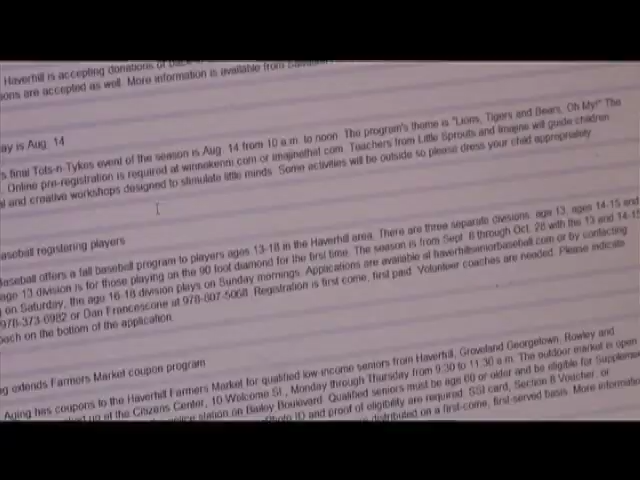 Haverhill is accepting donations of
ions are accepted as well. More information is available from
ay is Aug. 14
s final Tots-n Tykes event of the season is Aug. 14 from 10 a.m. to noon. The program's theme is "Lions, Tigers and Bears, Oh My!" The
. Online pre-registration is required at winnekenni.com or imaginethat.com. Teachers from Little Sprouts and Imagine will guide children
al and creative workshops designed to stimulate little minds. Some activities will be outside so please dress your child appropriately.
aseball registering players
Baseball offers a fall baseball program to players ages 13-18 in the Haverhill area. There are three separate divisions: age 13, ages 14-15 and
age 13 division is for those playing on the 90 foot diamond for the first time. The season is from Sept. 8 through Oct. 26 with the 13 and 14-15
g on Saturday, the age 16-18 division plays on Sunday mornings. Applications are available at haverhillseniorbaseball.com or by contacting
978-373-6982 or Dan Francescone at 978-807-5068. Registration is first come, first paid. Volunteer coaches are needed. Please indicate
oach on the bottom of the application.
ng extends Farmers Market coupon program
Aging has coupons to the Haverhill Farmers Market for qualified low-income seniors from Haverhill, Groveland Georgetown, Rowley and
up at the Citizens Center, 10 Welcome St., Monday through Thursday from 9:30 to 11:30 a.m. The outdoor market is open
station on Bailey Boulevard. Qualified seniors must be age 60 or older and be eligible for Supplemen
Photo ID and proof of eligibility are required. SSI card, Section 8 Voucher, or
distributed on a first-come, first-served basis. More information